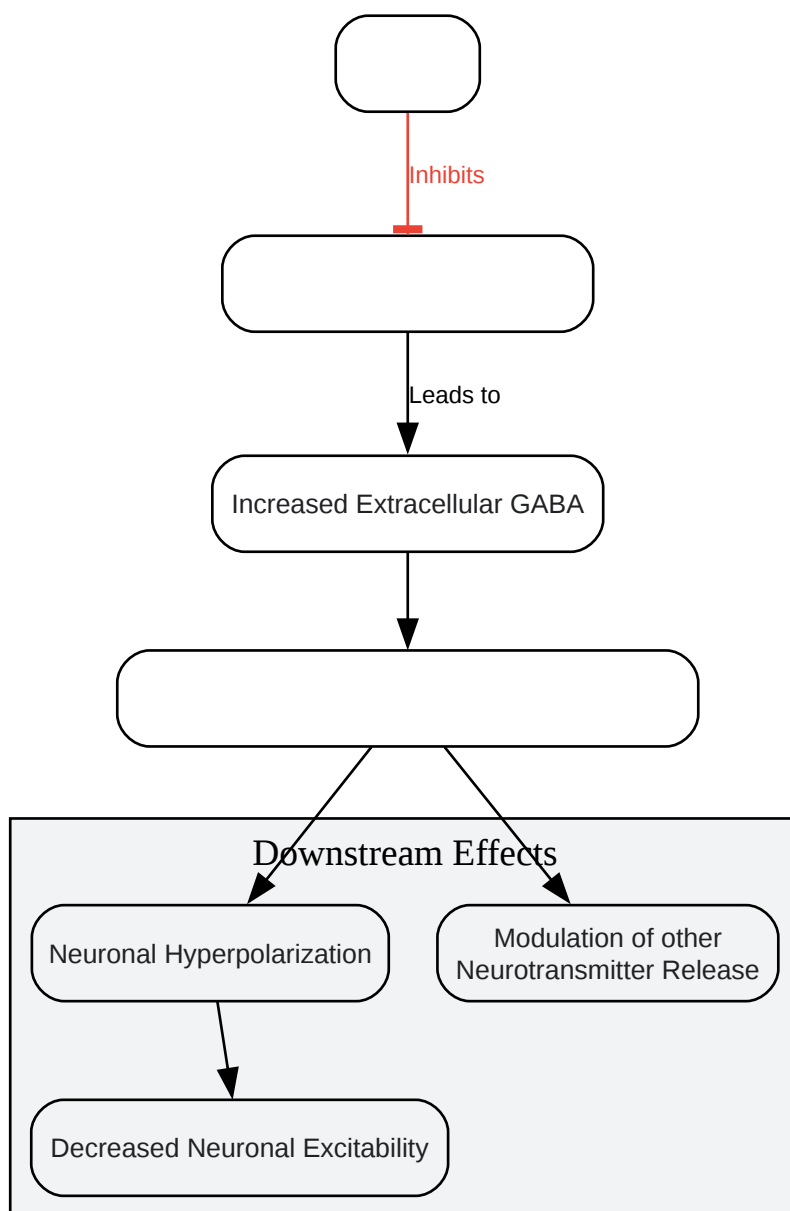 Inhibits
Leads to
Increased Extracellular GABA
Downstream Effects
Neuronal Hyperpolarization
Modulation of other
Neurotransmitter Release
Decreased Neuronal Excitability